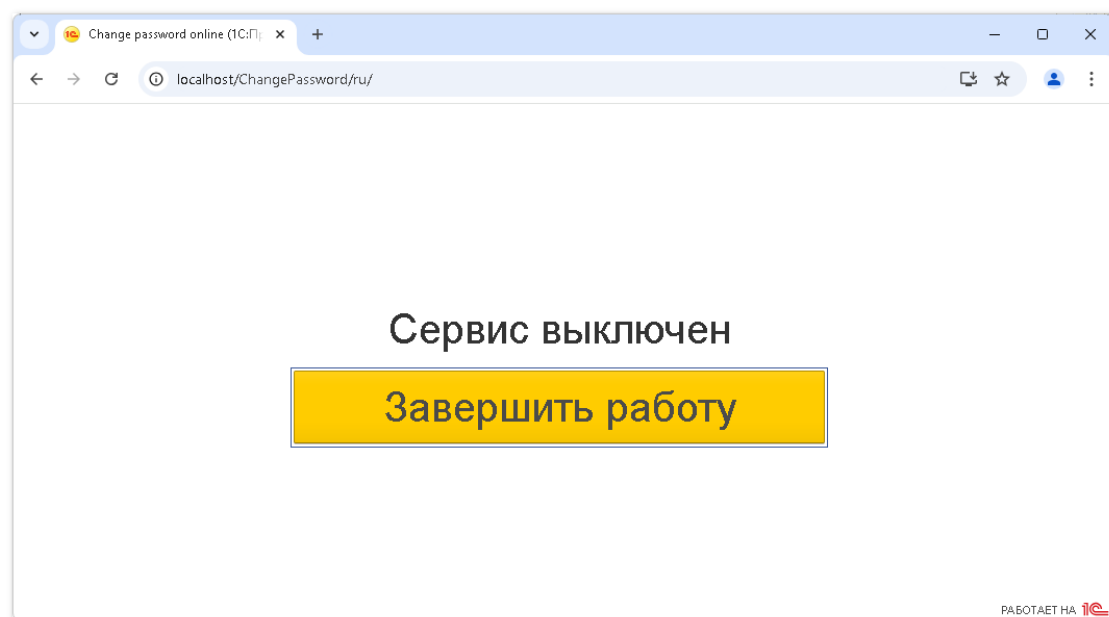 Change password online (1С:П
localhost/ChangePassword/ru/
Сервис выключен
Завершить работу
РАБОТАЕТ НА 1С